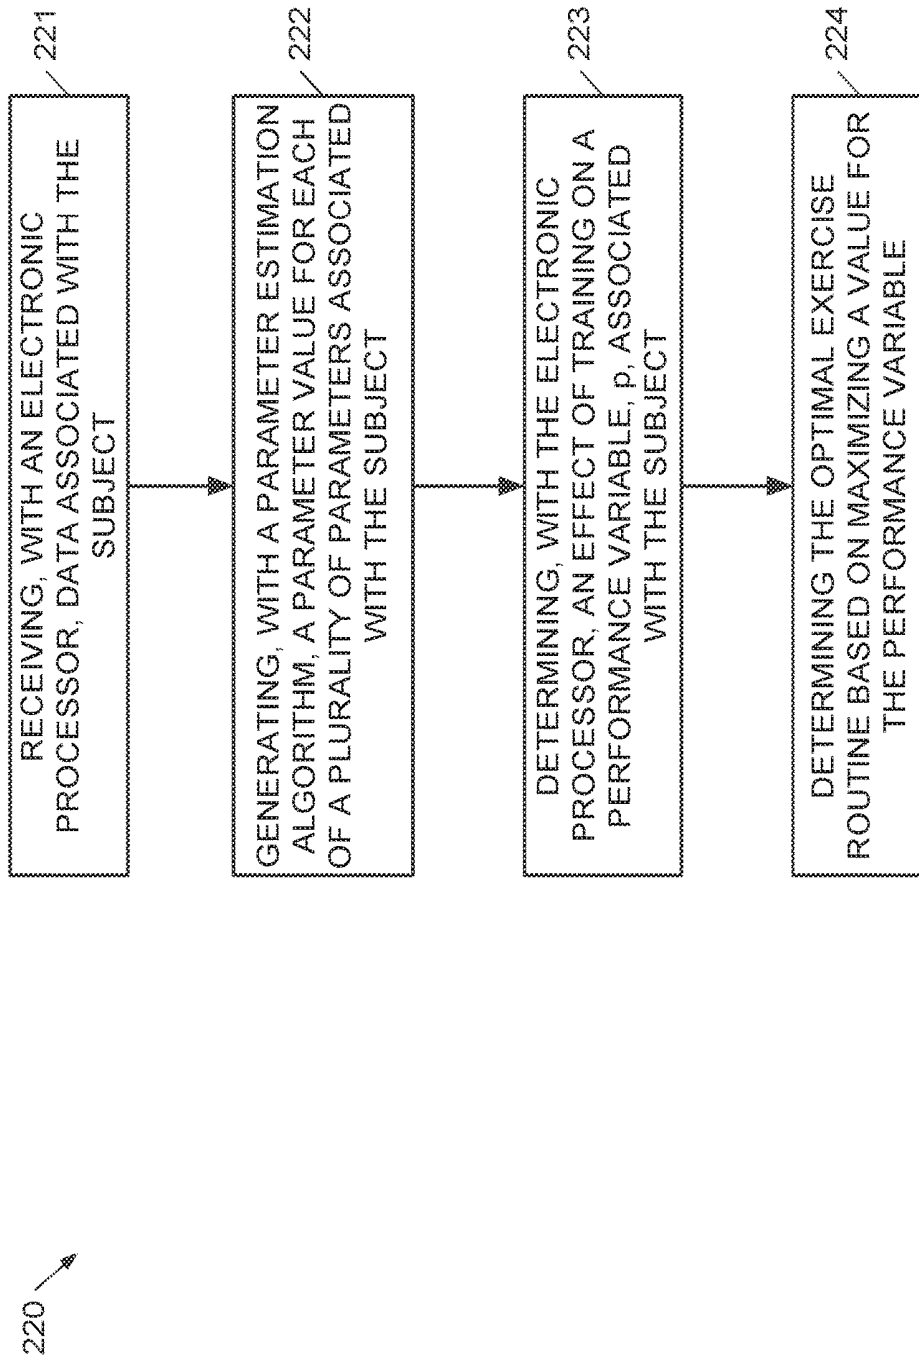 220
RECEIVING, WITH AN ELECTRONIC
PROCESSOR, DATA ASSOCIATED WITH THE
SUBJECT
221
GENERATING, WITH A PARAMETER ESTIMATION
ALGORITHM, A PARAMETER VALUE FOR EACH
OF A PLURALITY OF PARAMETERS ASSOCIATED
WITH THE SUBJECT
222
DETERMINING, WITH THE ELECTRONIC
PROCESSOR, AN EFFECT OF TRAINING ON A
PERFORMANCE VARIABLE, p, ASSOCIATED
WITH THE SUBJECT
223
DETERMINING THE OPTIMAL EXERCISE
ROUTINE BASED ON MAXIMIZING A VALUE FOR
THE PERFORMANCE VARIABLE
224